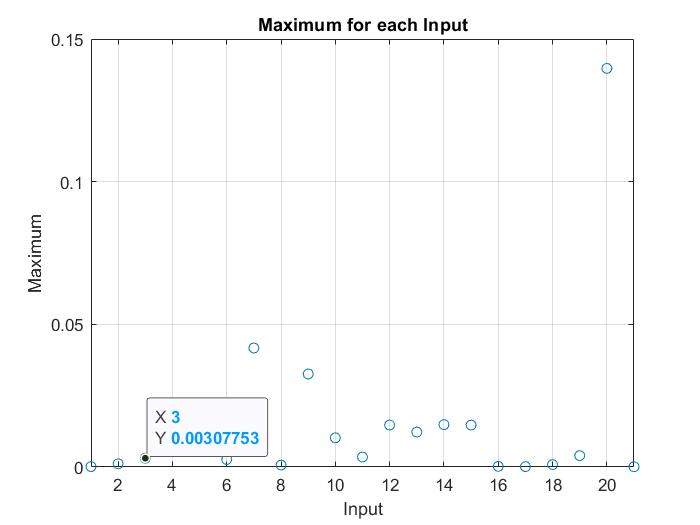 Maximum for each Input
0.15
0.1
0.05
0
Maximum
X 3
Y 0.00307753
2 4 6 8 10 12 14 16 18 20
Input